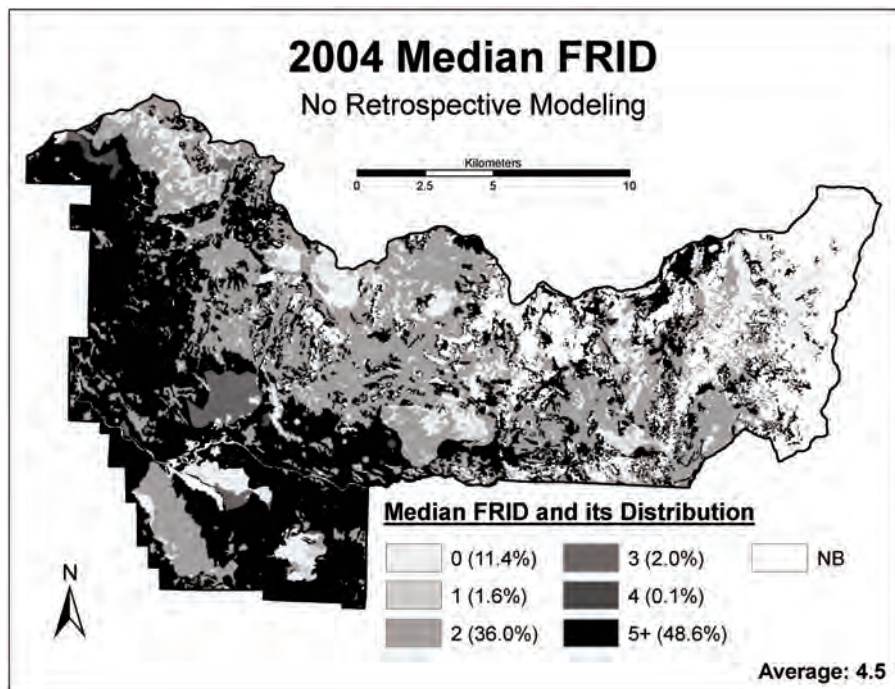 2004 Median FRID
No Retrospective Modeling
Kilometers
0 2.5 5 10
Median FRID and its Distribution
0 (11.4%) 3 (2.0%) NB
1 (1.6%) 4 (0.1%)
2 (36.0%) 5+ (48.6%)
N
Average: 4.5